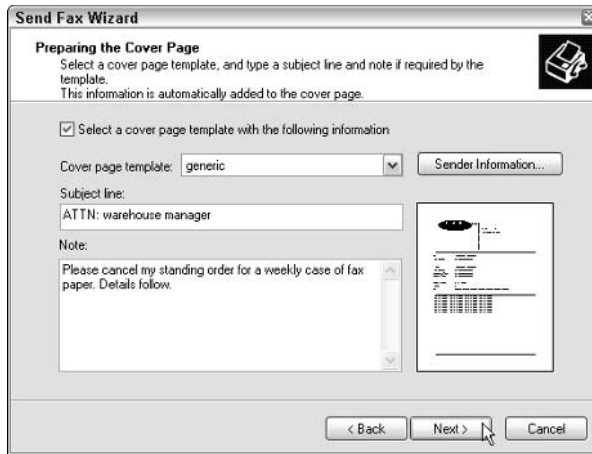 Send Fax Wizard
Preparing the Cover Page
Select a cover page template, and type a subject line and note if required by the
template.
This information is automatically added to the cover page.
Select a cover page template with the following information
Cover page template: generic Sender Information...
Subject line:
ATTN: warehouse manager
Note:
Please cancel my standing order for a weekly case of fax
paper. Details follow.
< Back Next > Cancel